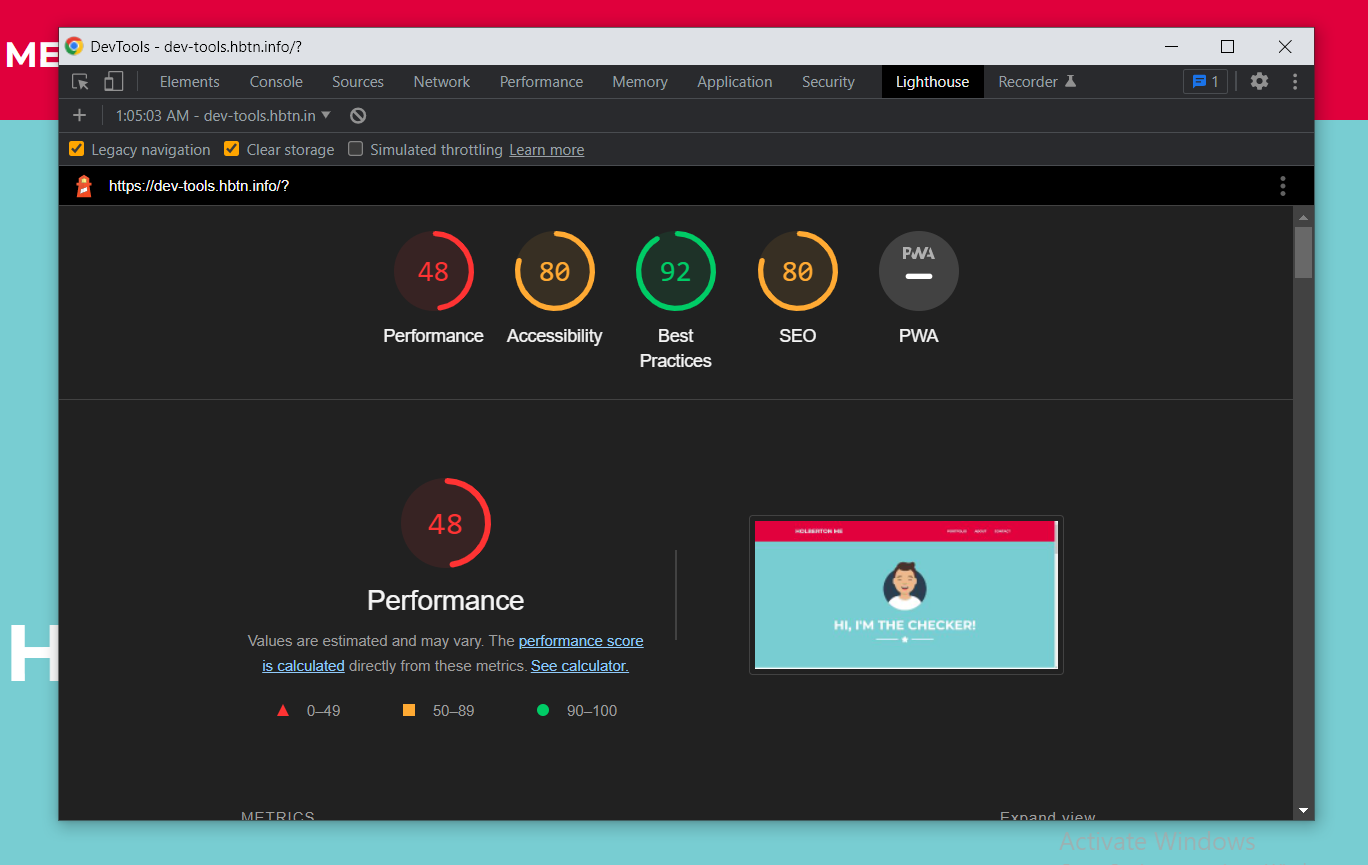 ME
DevTools - dev-tools.hbtn.info/?
Elements Console Sources Network Performance Memory Application Security Lighthouse Recorder 1
1:05:03 AM - dev-tools.hbtn.in
Legacy navigation Clear storage Simulated throttling Learn more
https://dev-tools.hbtn.info/?
48 80 92 80 PWA
Performance Accessibility Best Practices SEO PWA
48
Performance
Values are estimated and may vary. The performance score
is calculated directly from these metrics. See calculator.
0–49 50–89 90–100
HOLBERTON ME PORTFOLIO ABOUT CONTACT
HI, I'M THE CHECKER!
H
METRICS Expand view
Activate Windows